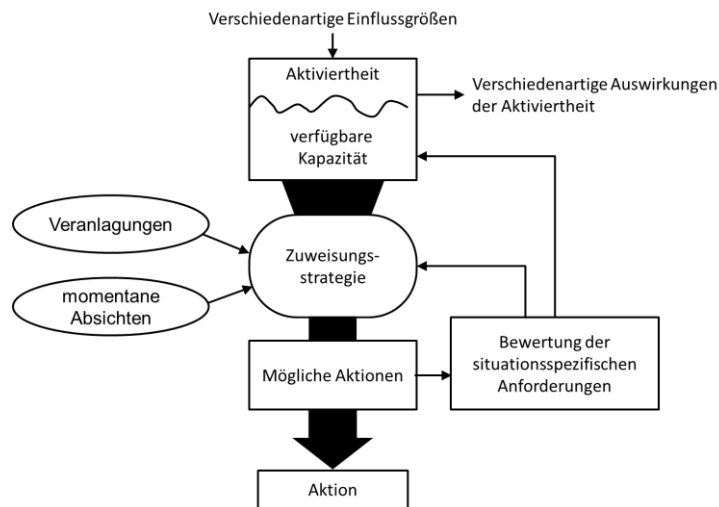 Verschiedenartige Einflussgrößen
Aktiviertheit
Verschiedenartige Auswirkungen
der Aktiviertheit
verfügbare
Kapazität
Veranlagungen
Zuweisungs-
strategie
momentane
Absichten
Mögliche Aktionen
Bewertung der
situationsspezifischen
Anforderungen
Aktion